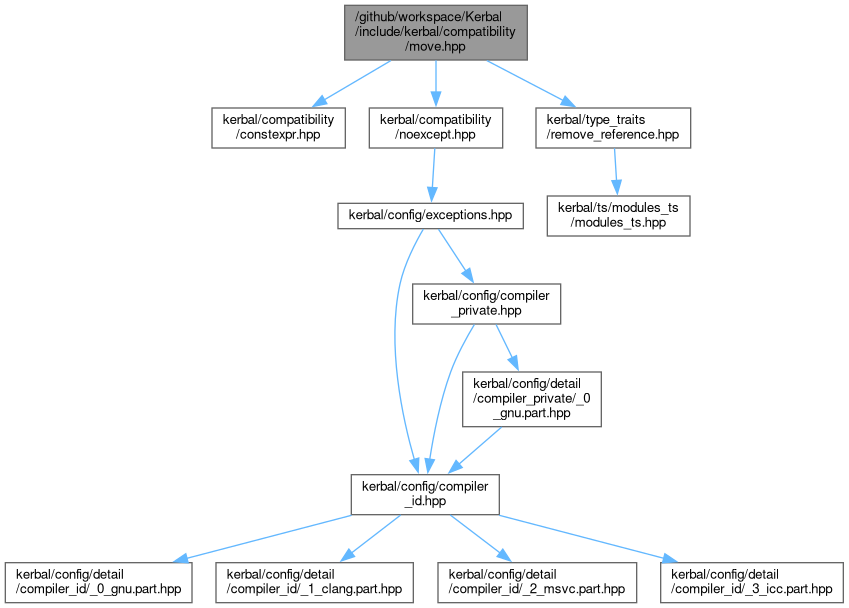 /github/workspace/Kerbal
/include/kerbal/compatibility
/move.hpp
kerbal/compatibility
/constexpr.hpp
kerbal/compatibility
/noexcept.hpp
kerbal/type_traits
/remove_reference.hpp
kerbal/config/exceptions.hpp
kerbal/ts/modules_ts
/modules_ts.hpp
kerbal/config/compiler
_private.hpp
kerbal/config/detail
/compiler_private/_0
_gnu.part.hpp
kerbal/config/compiler
_id.hpp
kerbal/config/detail
/compiler_id/_0_gnu.part.hpp
kerbal/config/detail
/compiler_id/_1_clang.part.hpp
kerbal/config/detail
/compiler_id/_2_msvc.part.hpp
kerbal/config/detail
/compiler_id/_3_icc.part.hpp